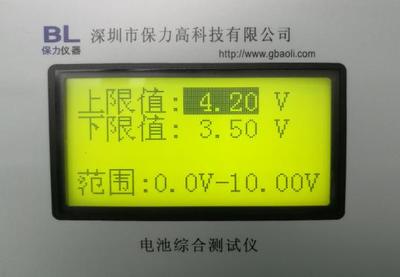 BL 深圳市保力高科技有限公司
保力仪器 http://www.gbaoli.com
上限值: 4.20 V
下限值: 3.50 V
范围:0.0V-10.00V
电池综合测试仪